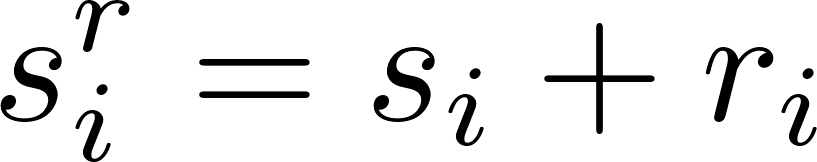 s_i^r = s_i + r_i